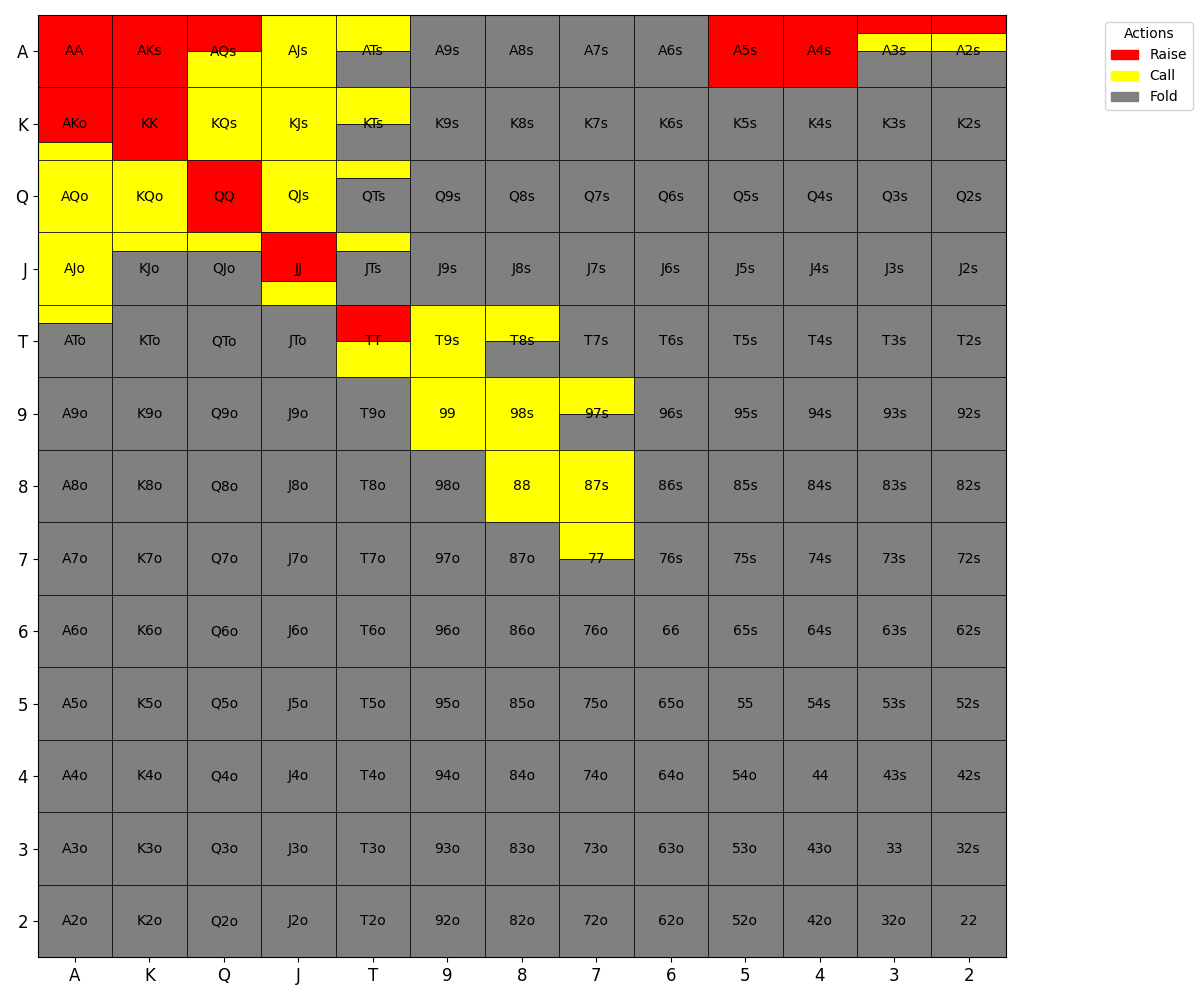 A AA AKs AQs AJs ATs A9s A8s A7s A6s A5s A4s A3s A2s
K AKo KK KQs KJs KTs K9s K8s K7s K6s K5s K4s K3s K2s
Q AQo KQo QQ QJs QTs Q9s Q8s Q7s Q6s Q5s Q4s Q3s Q2s
J AJo KJo QJo JJ JTs J9s J8s J7s J6s J5s J4s J3s J2s
T ATo KTo QTo JTo TT T9s T8s T7s T6s T5s T4s T3s T2s
9 A9o K9o Q9o J9o T9o 99 98s 97s 96s 95s 94s 93s 92s
8 A8o K8o Q8o J8o T8o 98o 88 87s 86s 85s 84s 83s 82s
7 A7o K7o Q7o J7o T7o 97o 87o 77 76s 75s 74s 73s 72s
6 A6o K6o Q6o J6o T6o 96o 86o 76o 66 65s 64s 63s 62s
5 A5o K5o Q5o J5o T5o 95o 85o 75o 65o 55 54s 53s 52s
4 A4o K4o Q4o J4o T4o 94o 84o 74o 64o 54o 44 43s 42s
3 A3o K3o Q3o J3o T3o 93o 83o 73o 63o 53o 43o 33 32s
2 A2o K2o Q2o J2o T2o 92o 82o 72o 62o 52o 42o 32o 22
A K Q J T 9 8 7 6 5 4 3 2
Actions
Raise
Call
Fold